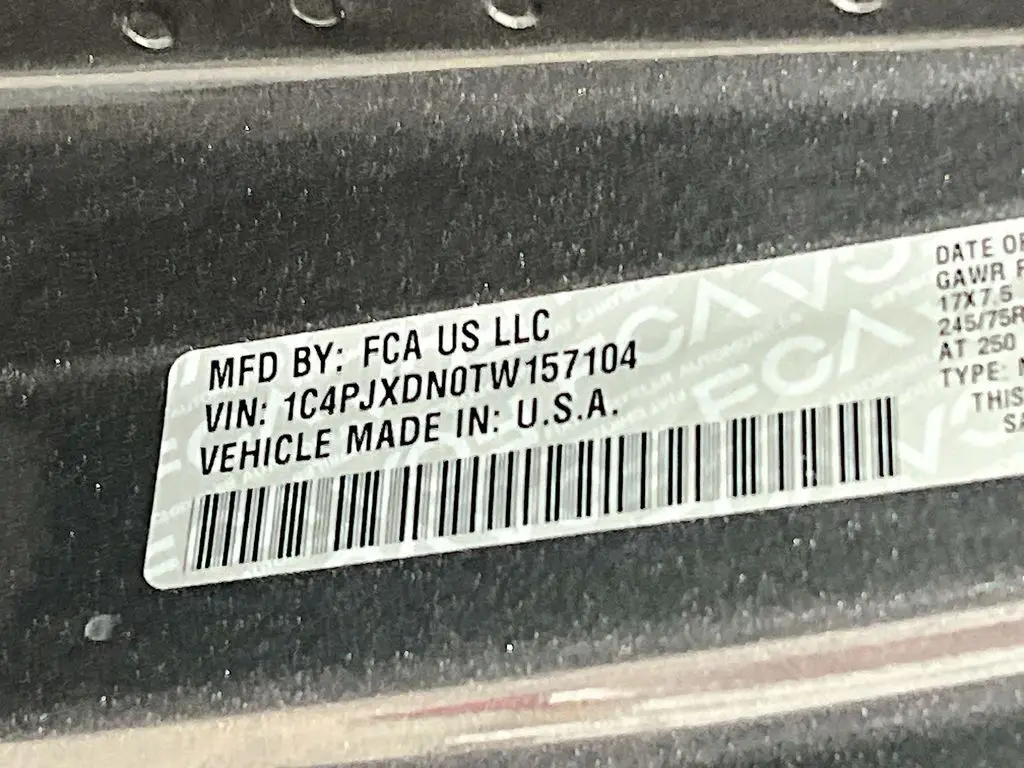 MFD BY: FCA US LLC
VIN: 1C4PJXDN0TW157104
VEHICLE MADE IN: U.S.A.
DATE OF
GAWR
17X7.5
245/75R
AT 250
TYPE:
THIS